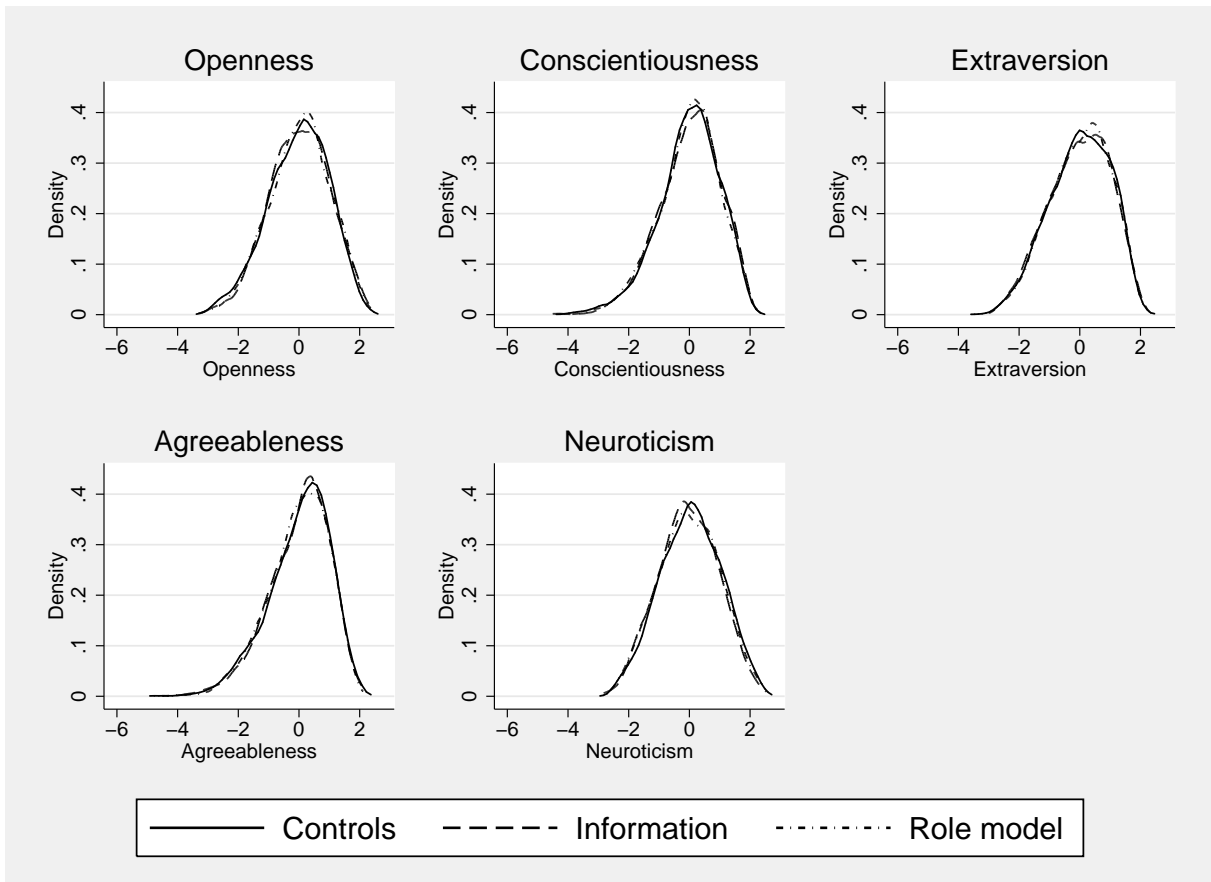 Openness
Density
.4
.3
.2
.1
0
−6 −4 −2 0 2
Openness
Conscientiousness
Density
.4
.3
.2
.1
0
−6 −4 −2 0 2
Conscientiousness
Extraversion
Density
.4
.3
.2
.1
0
−6 −4 −2 0 2
Extraversion
Agreeableness
Density
.4
.3
.2
.1
0
−6 −4 −2 0 2
Agreeableness
Neuroticism
Density
.4
.3
.2
.1
0
−6 −4 −2 0 2
Neuroticism
Controls Information Role model